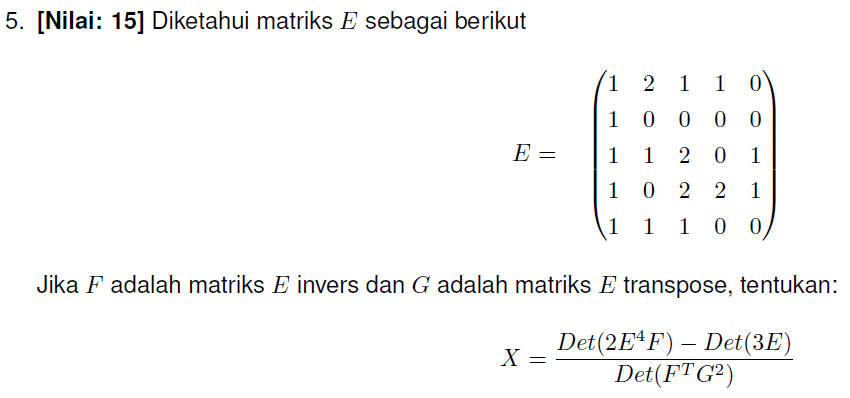 5. [Nilai: 15] Diketahui matriks E sebagai berikut
1 2 1 1 0
1 0 0 0 0
E = 1 1 2 0 1
1 0 2 2 1
1 1 1 0 0
Jika F adalah matriks E invers dan G adalah matriks E transpose, tentukan:
X = \frac{Det(2E^4F) - Det(3E)}{Det(F^TG^2)}